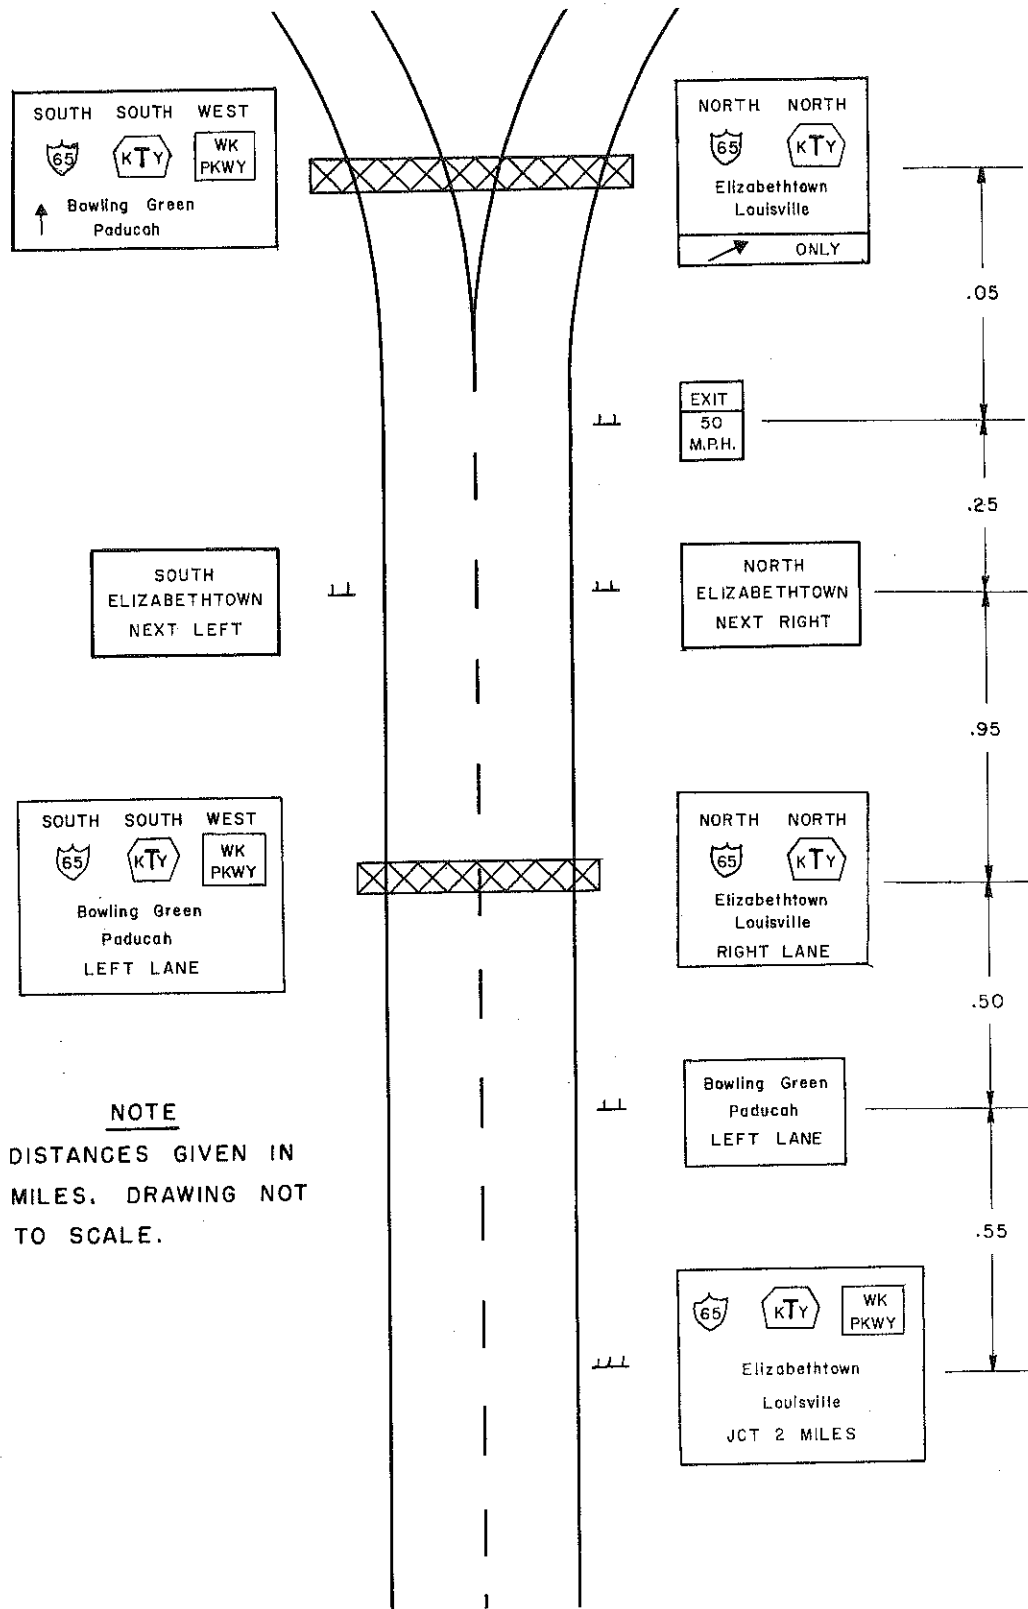 SOUTH SOUTH WEST
65 KTY WK
PKWY
Bowling Green
Paducah
NORTH NORTH
65 KTY
Elizabethtown
Louisville
ONLY
.05
EXIT
50
M.P.H.
.25
SOUTH
ELIZABETHTOWN
NEXT LEFT
NORTH
ELIZABETHTOWN
NEXT RIGHT
.95
SOUTH SOUTH WEST
65 KTY WK
PKWY
Bowling Green
Paducah
LEFT LANE
NORTH NORTH
65 KTY
Elizabethtown
Louisville
RIGHT LANE
.50
Bowling Green
Paducah
LEFT LANE
NOTE
DISTANCES GIVEN IN
MILES. DRAWING NOT
TO SCALE.
.55
65 KTY WK
PKWY
Elizabethtown
Louisville
JCT 2 MILES